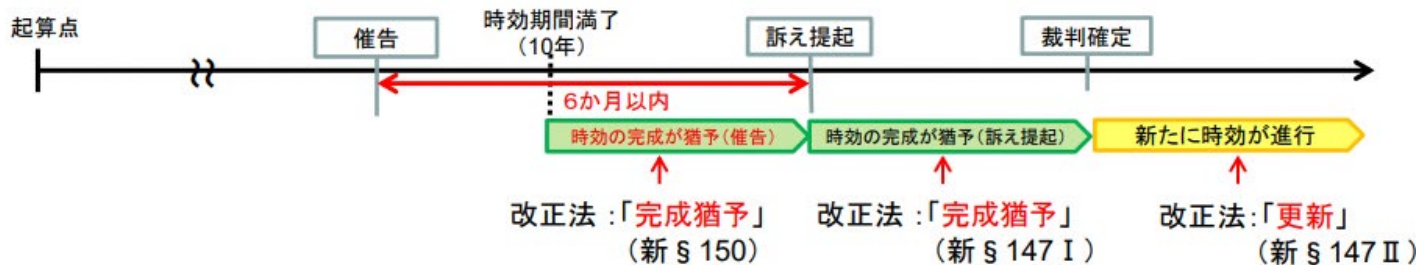 起算点
催告
時効期間満了
（10年）
訴え提起
裁判確定
6か月以内
時効の完成が猶予（催告）
時効の完成が猶予（訴え提起）
新たに時効が進行
改正法：「完成猶予」
（新§150）
改正法：「完成猶予」
（新§147Ⅰ）
改正法：「更新」
（新§147Ⅱ）